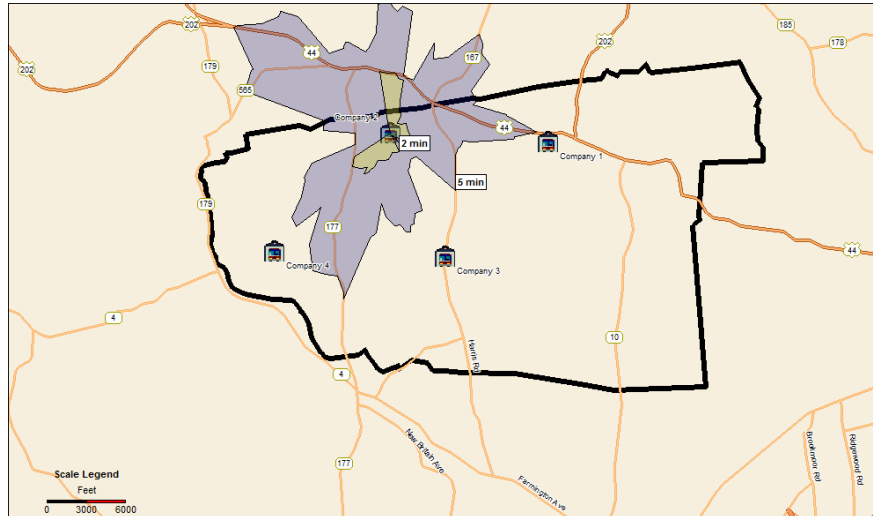 202
179
44
565
167
202
185
178
202
Company 2
2 min
44
Company 1
5 min
179
177
Company 4
Company 3
44
4
10
Harris Rd
4
New Britain Ave
177
Farmington Ave
Brookmoor Rd
Ridgewood Rd
Scale Legend
Feet
0 3000 6000